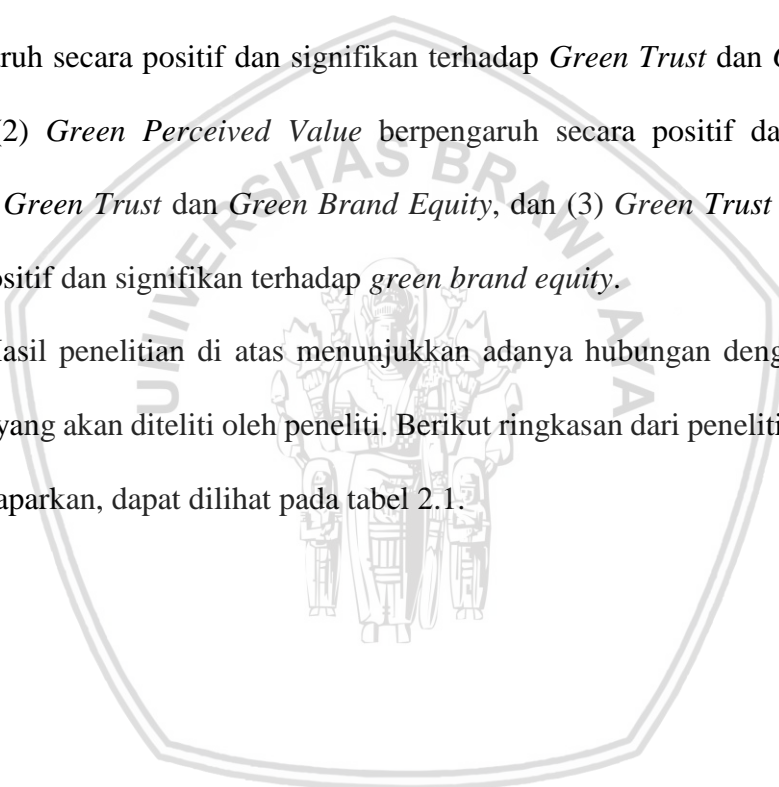 ruh secara positif dan signifikan terhadap Green Trust dan
(2) Green Perceived Value berpengaruh secara positif da
Green Trust dan Green Brand Equity, dan (3) Green Trust
ositif dan signifikan terhadap green brand equity.
asil penelitian di atas menunjukkan adanya hubungan deng
yang akan diteliti oleh peneliti. Berikut ringkasan dari peneliti
aparkan, dapat dilihat pada tabel 2.1.
UNIVERSITAS BRAWIJAYA